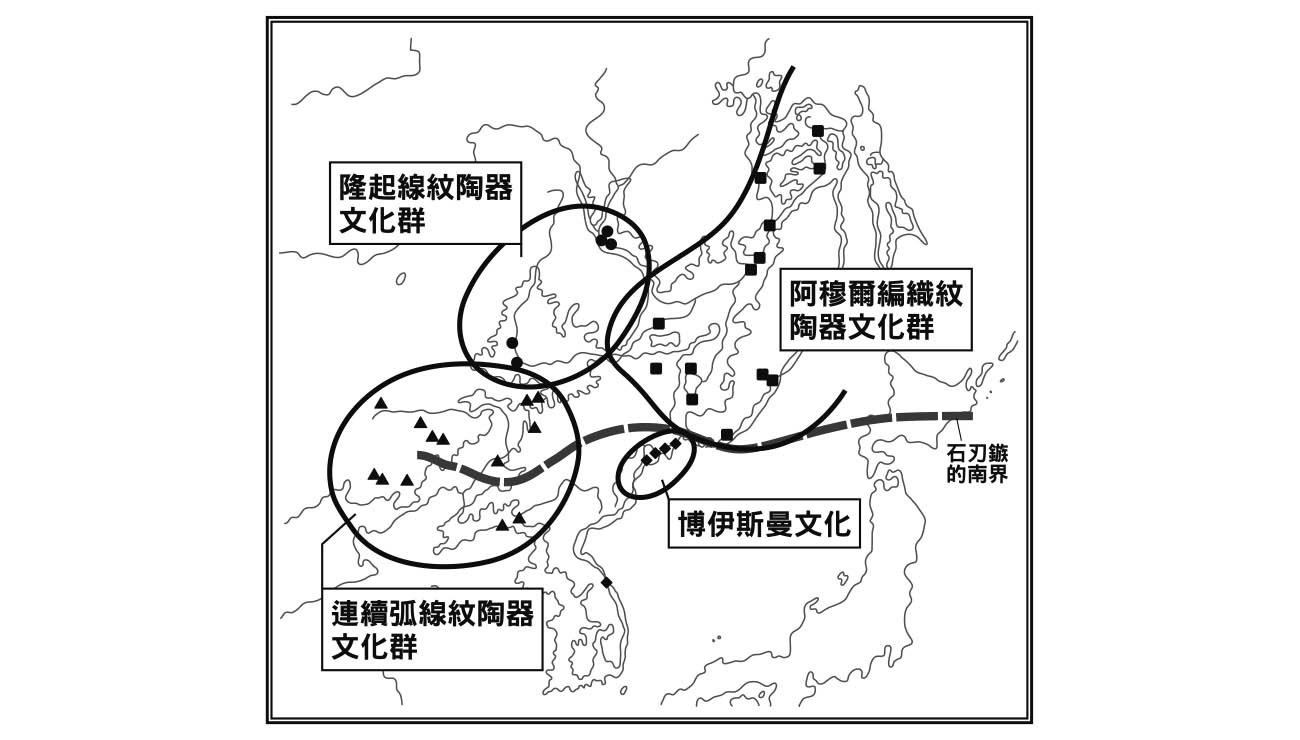 隆起線紋陶器
文化群
阿穆爾編織紋
陶器文化群
石刃鏃
的南界
博伊斯曼文化
連續弧線紋陶器
文化群